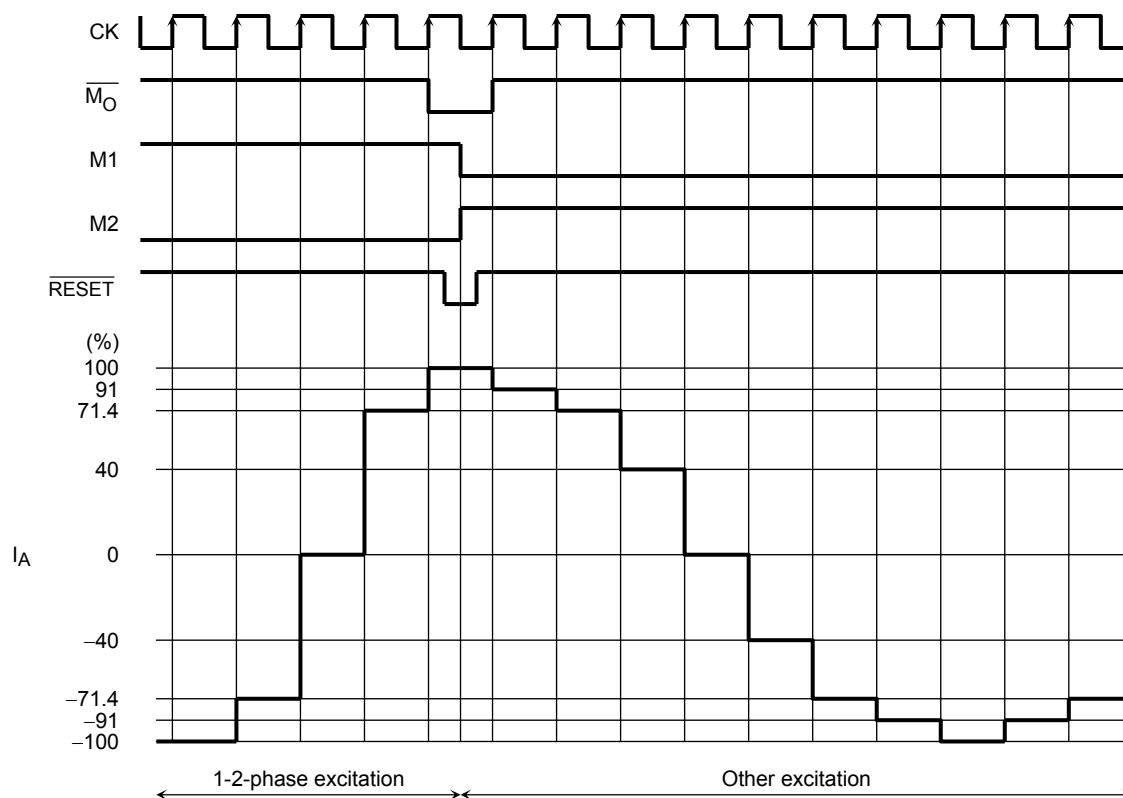 CK
M̅O̅
M1
M2
R̅E̅S̅E̅T̅
(%)
100
91
71.4
40
IA
0
−40
−71.4
−91
−100
1-2-phase excitation
Other excitation